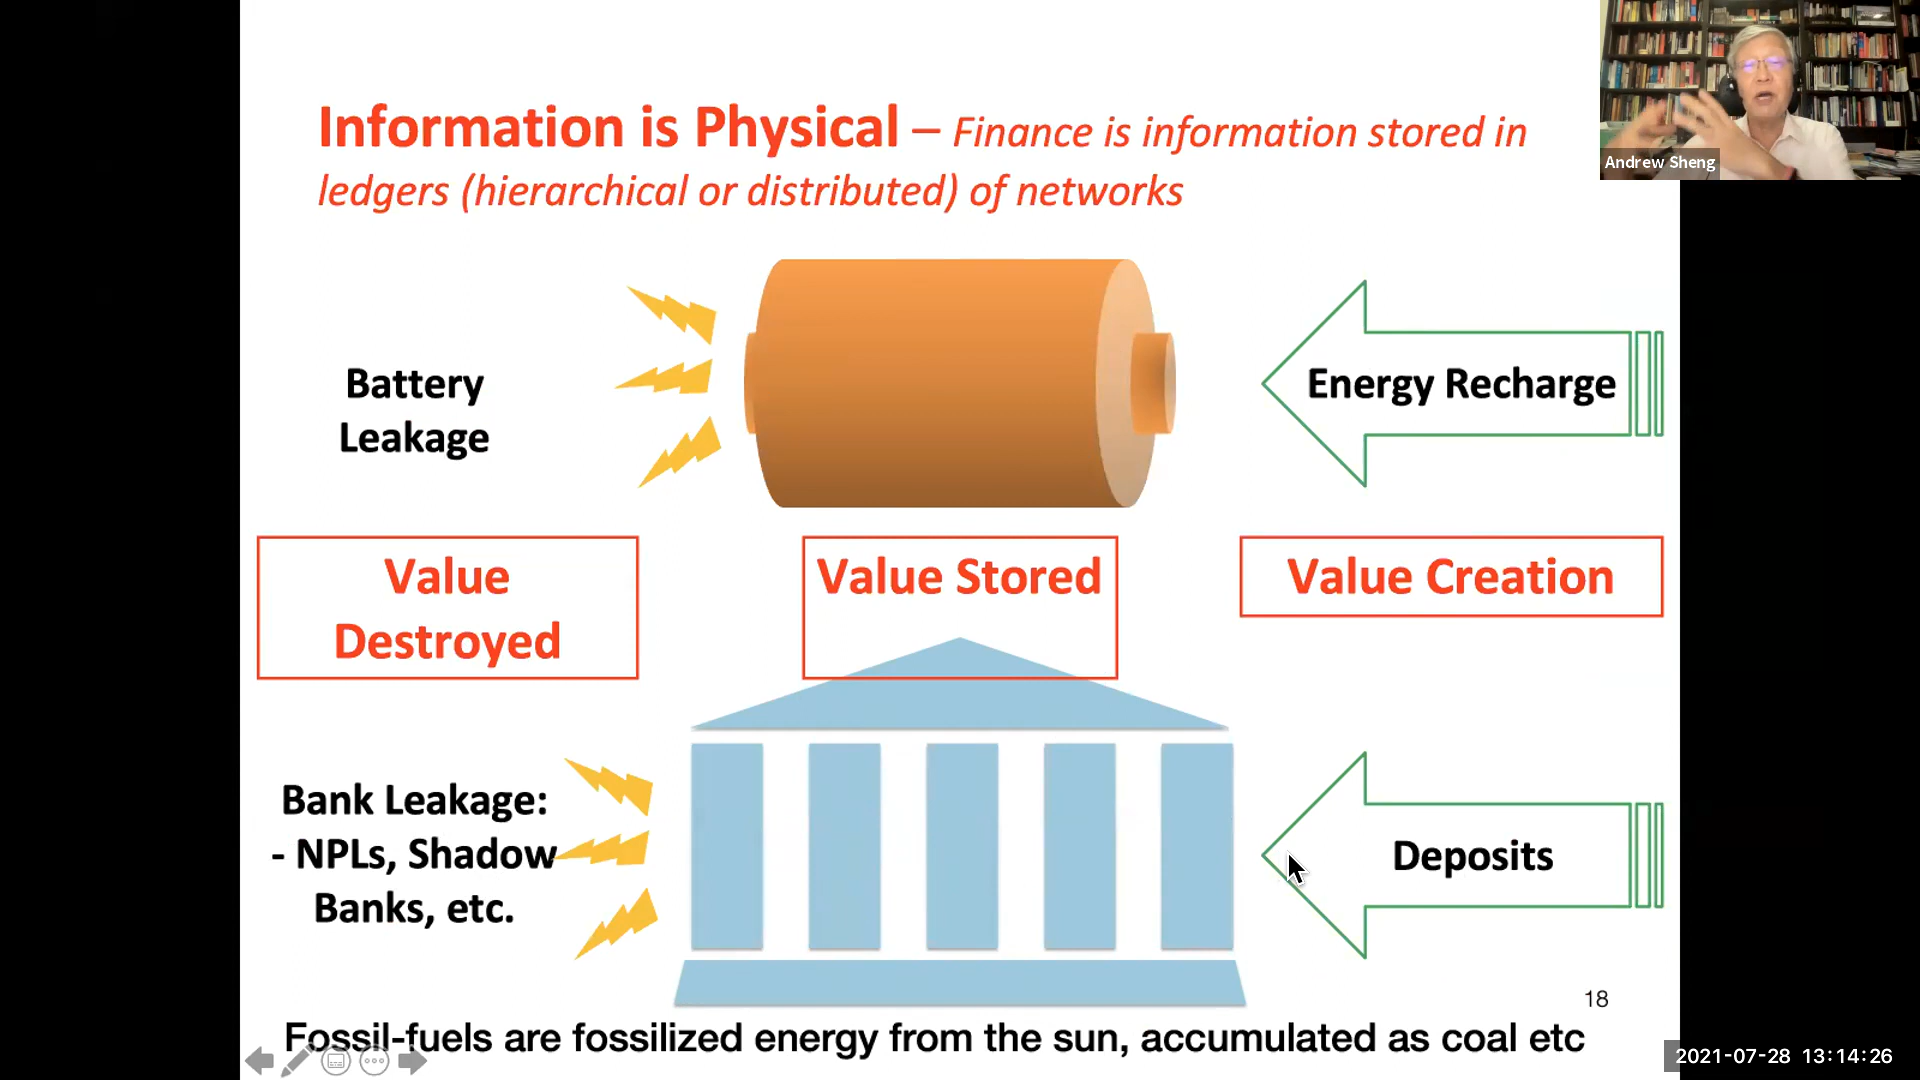 Information is Physical – Finance is information stored in
ledgers (hierarchical or distributed) of networks
Andrew Sheng
Battery
Leakage
Energy Recharge
Value
Destroyed
Value Stored
Value Creation
Bank Leakage:
- NPLs, Shadow
Banks, etc.
Deposits
18
Fossil-fuels are fossilized energy from the sun, accumulated as coal etc
2021-07-28 13:14:26